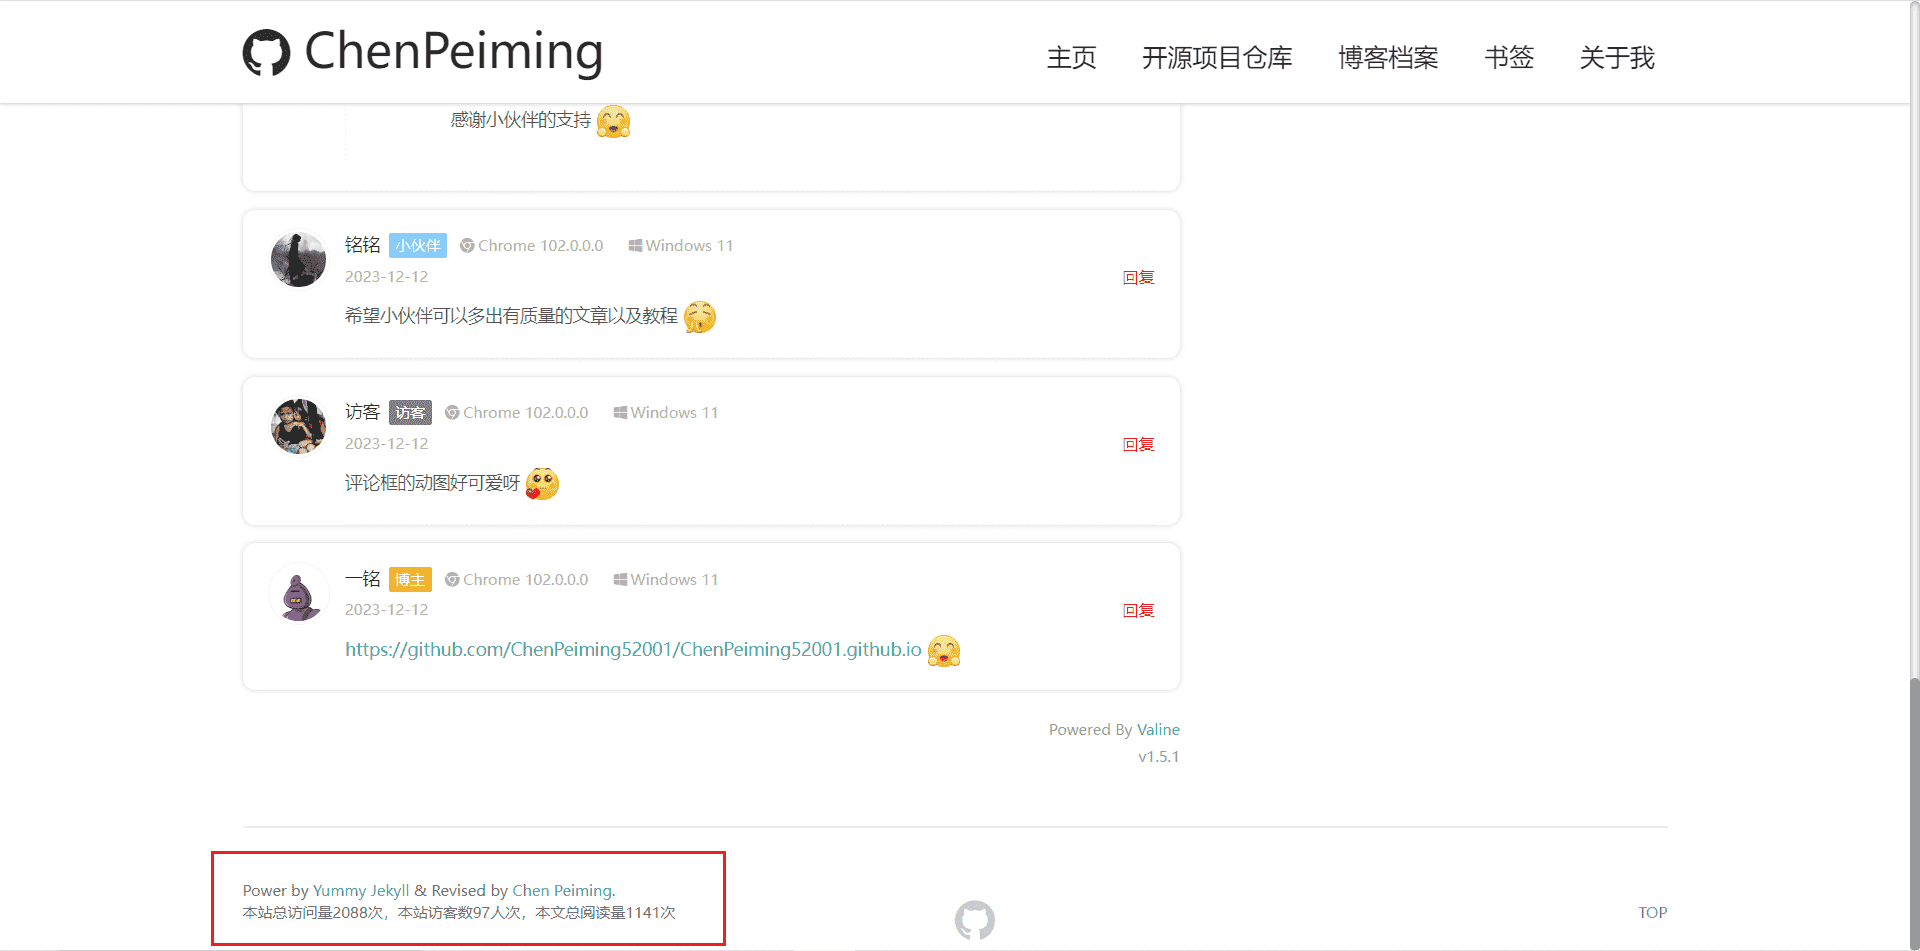 ChenPeiming
主页 开源项目仓库 博客档案 书签 关于我
感谢小伙伴的支持
铭铭 小伙伴 Chrome 102.0.0.0 Windows 11
2023-12-12
回复
希望小伙伴可以多出有质量的文章以及教程
访客 访客 Chrome 102.0.0.0 Windows 11
2023-12-12
回复
评论框的动图好可爱呀
一铭 博主 Chrome 102.0.0.0 Windows 11
2023-12-12
回复
https://github.com/ChenPeiming52001/ChenPeiming52001.github.io
Powered By Valine
v1.5.1
Power by Yummy Jekyll & Revised by Chen Peiming.
本站总访问量2088次，本站访客数97人次，本文总阅读量1141次
TOP